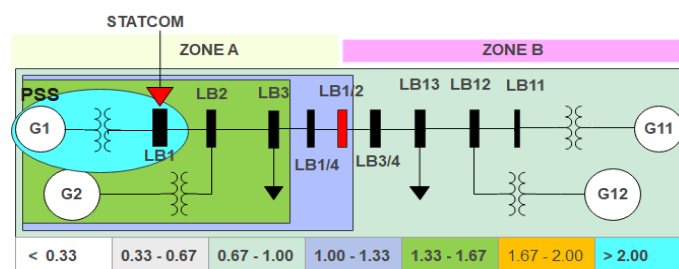 STATCOM
ZONE A ZONE B
PSS
LB2 LB3 LB1/2 LB13 LB12 LB11
G1 G11
LB1 LB1/4 LB3/4
G2 G12
< 0.33 0.33 - 0.67 0.67 - 1.00 1.00 - 1.33 1.33 - 1.67 1.67 - 2.00 > 2.00